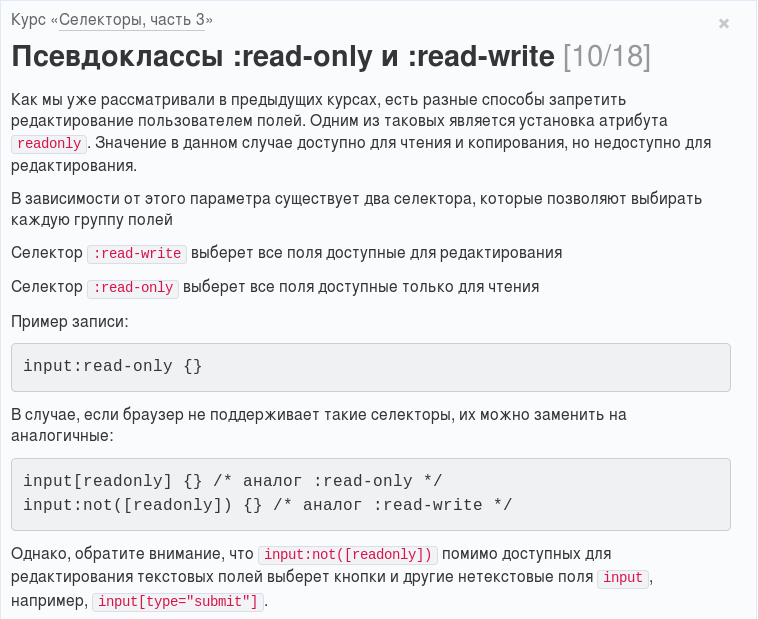 Курс «Селекторы, часть 3»
×
Псевдоклассы :read-only и :read-write [10/18]
Как мы уже рассматривали в предыдущих курсах, есть разные способы запретить
редактирование пользователем полей. Одним из таковых является установка атрибута
readonly. Значение в данном случае доступно для чтения и копирования, но недоступно для
редактирования.
В зависимости от этого параметра существует два селектора, которые позволяют выбирать
каждую группу полей
Селектор :read-write выберет все поля доступные для редактирования
Селектор :read-only выберет все поля доступные только для чтения
Пример записи:
input:read-only {}
В случае, если браузер не поддерживает такие селекторы, их можно заменить на
аналогичные:
input[readonly] {} /* аналог :read-only */
input:not([readonly]) {} /* аналог :read-write */
Однако, обратите внимание, что input:not([readonly]) помимо доступных для
редактирования текстовых полей выберет кнопки и другие нетекстовые поля input,
например, input[type="submit"].